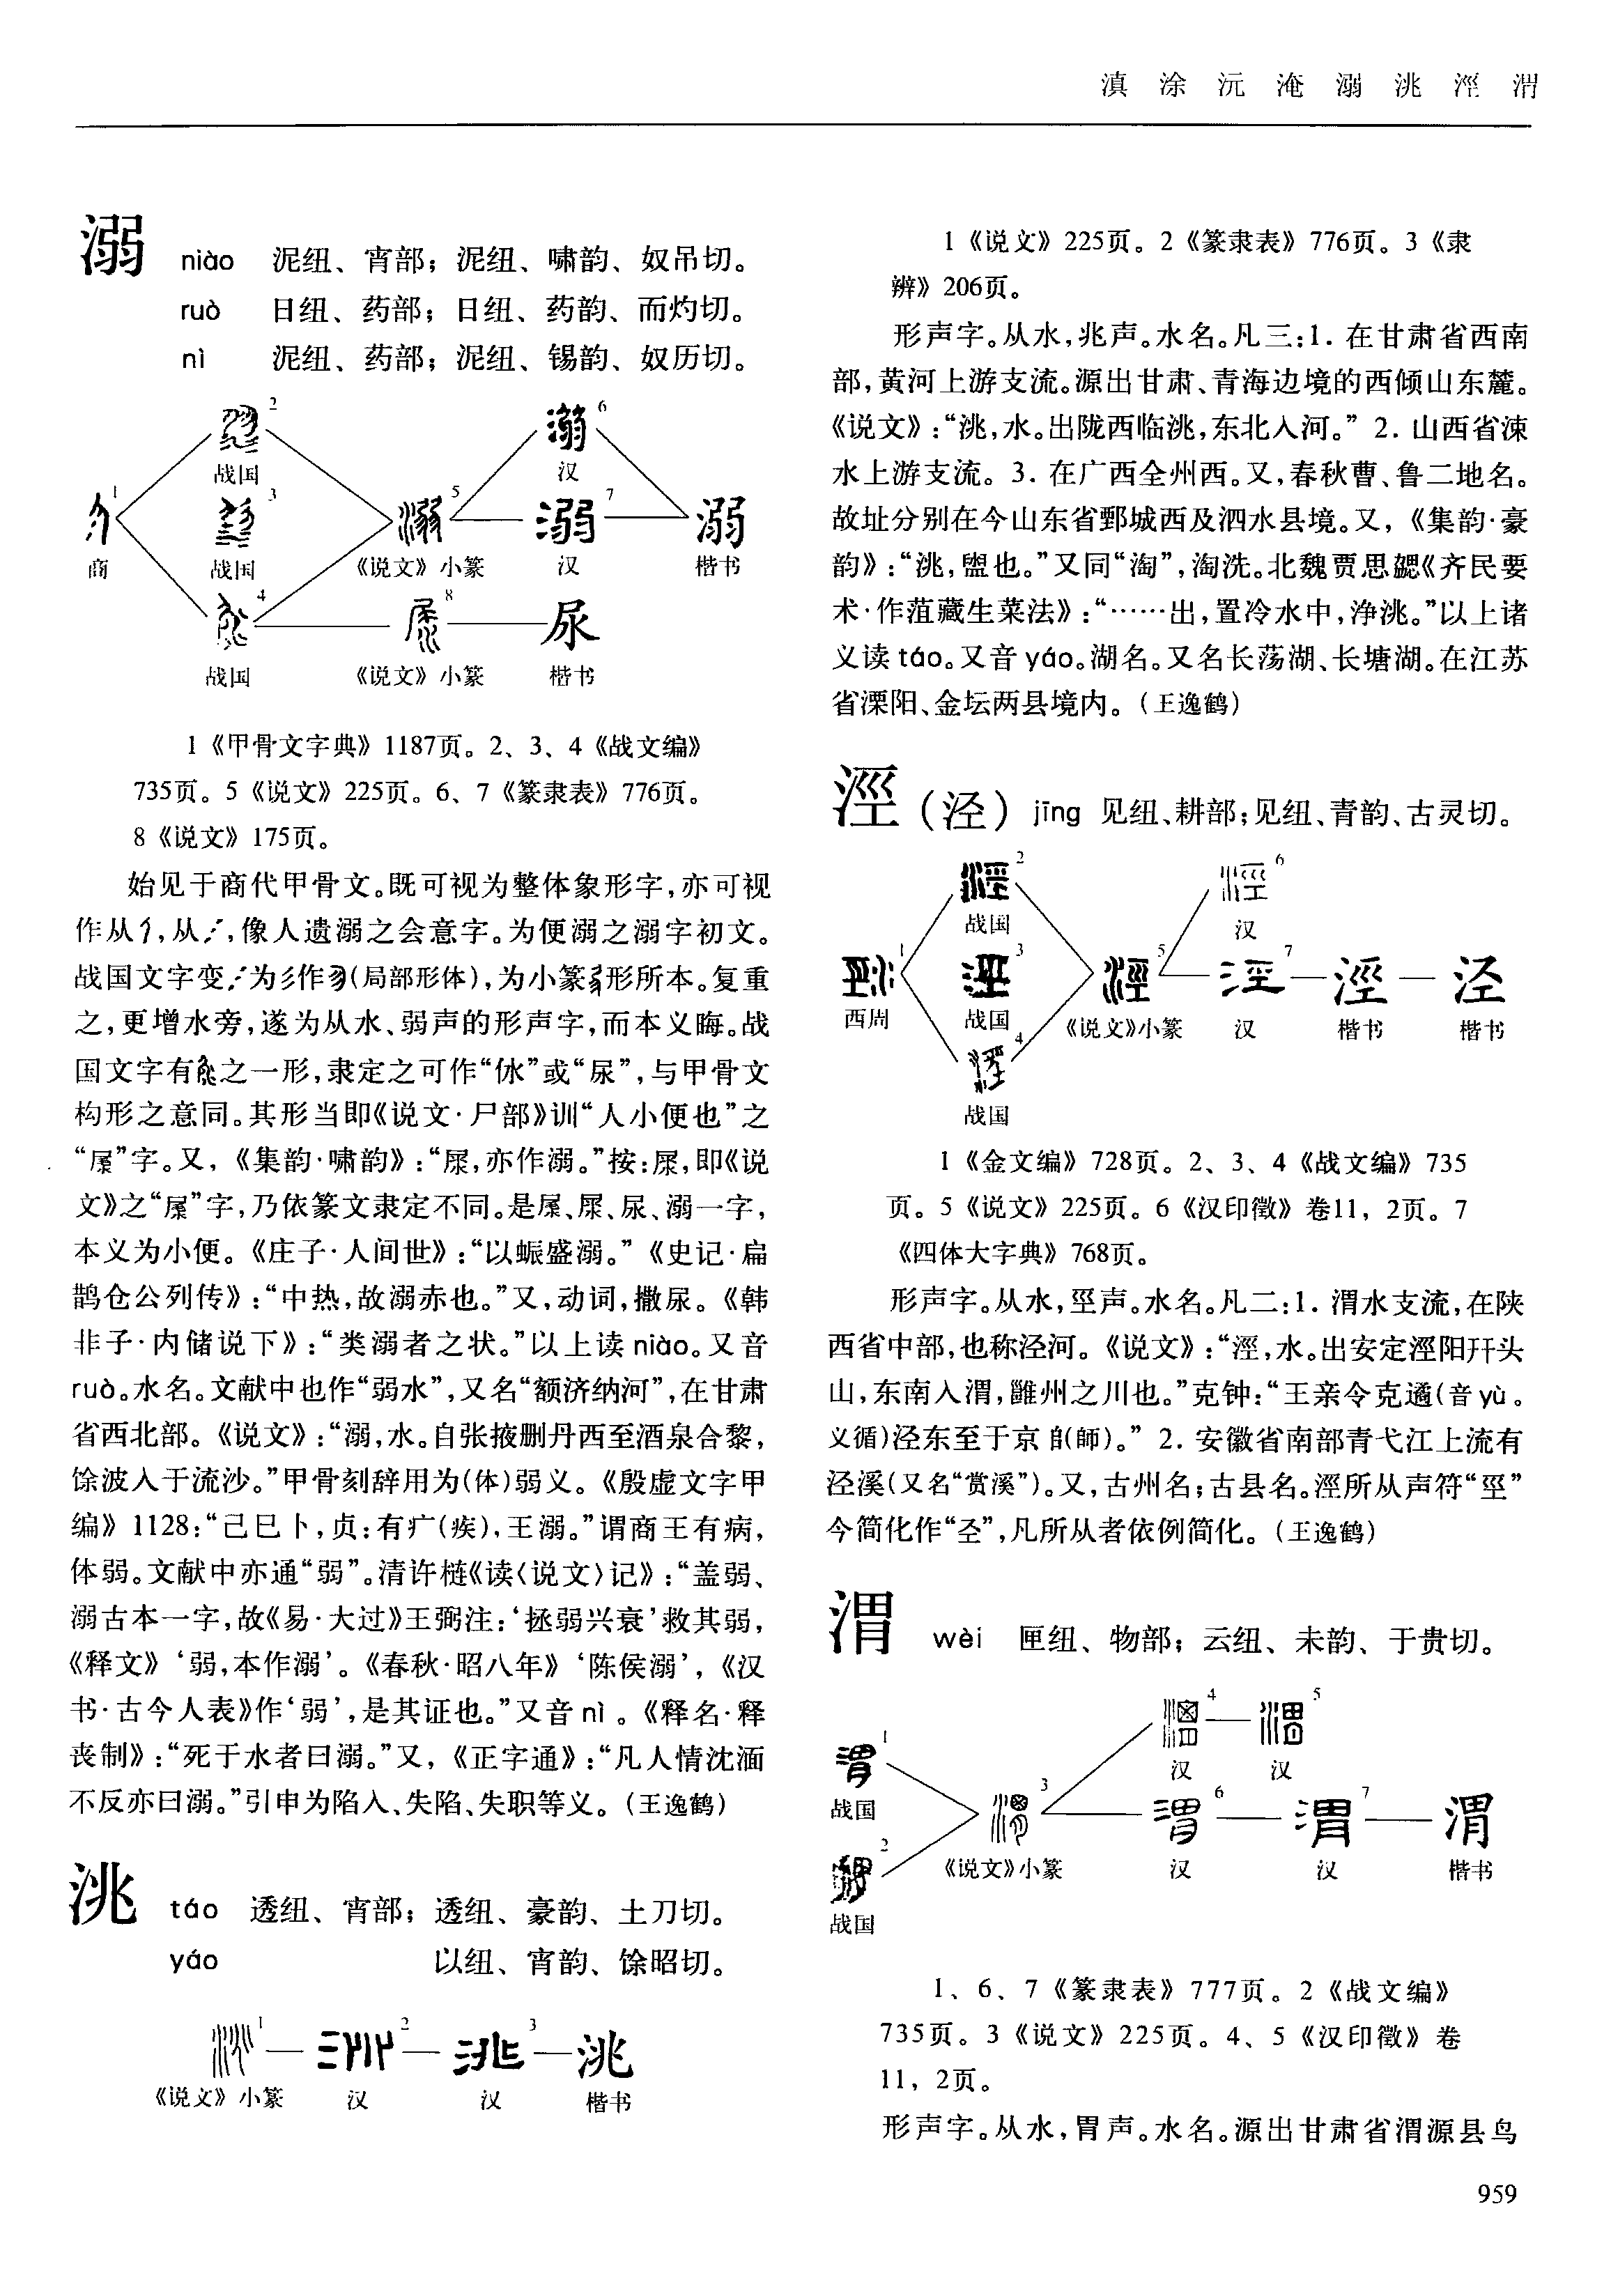 滇 涂 沅 淹 溺 洮 涇 渭
溺
niào 泥纽、宵部；泥纽、啸韵、奴吊切。
ruò 日纽、药部；日纽、药韵、而灼切。
nì 泥纽、药部；泥纽、锡韵、奴历切。
2 6
战国 汉
1 3 5 7
溺
商 战国 《说文》小篆 汉 楷书
4 8
尿
战国 《说文》小篆 楷书
1《甲骨文字典》1187页。2、3、4《战文编》
735页。5《说文》225页。6、7《篆隶表》776页。
8《说文》175页。
始见于商代甲骨文。既可视为整体象形字，亦可视
作从，从，像人遗溺之会意字。为便溺之溺字初文。
战国文字变为彡作(局部形体)，为小篆形所本。复重
之，更增水旁，遂为从水、弱声的形声字，而本义晦。战
国文字有之一形，隶定之可作“㲻”或“尿”，与甲骨文
构形之意同。其形当即《说文·尸部》训“人小便也”之
“㞙”字。又，《集韵·啸韵》：“㞙，亦作溺。”按：㞙，即《说
文》之“㞙”字，乃依篆文隶定不同。是㞙、尿、溺一字，
本义为小便。《庄子·人间世》：“以蜄盛溺。”《史记·扁
鹊仓公列传》：“中热，故溺赤也。”又，动词，撒尿。《韩
非子·内储说下》：“类溺者之状。”以上读niào。又音
ruò。水名。文献中也作“弱水”，又名“额济纳河”，在甘肃
省西北部。《说文》：“溺，水。自张掖删丹西至酒泉合黎，
馀波入于流沙。”甲骨刻辞用为(体)弱义。《殷虚文字甲
编》1128：“己巳卜，贞：有疒(疾)，王溺。”谓商王有病，
体弱。文献中亦通“弱”。清许梿《读〈说文〉记》：“盖弱、
溺古本一字，故《易·大过》王弼注：‘拯弱兴衰’救其弱，
《释文》‘弱，本作溺’。《春秋·昭八年》‘陈侯溺’，《汉
书·古今人表》作‘弱’，是其证也。”又音nì。《释名·释
丧制》：“死于水者曰溺。”又，《正字通》：“凡人情沈湎
不反亦曰溺。”引申为陷入、失陷、失职等义。（王逸鹤）
洮
táo 透纽、宵部；透纽、豪韵、土刀切。
yáo 以纽、宵韵、馀昭切。
1 2 3 洮
《说文》小篆 汉 汉 楷书
1《说文》225页。2《篆隶表》776页。3《隶
辨》206页。
形声字。从水，兆声。水名。凡三：1. 在甘肃省西南
部，黄河上游支流。源出甘肃、青海边境的西倾山东麓。
《说文》：“洮，水。出陇西临洮，东北入河。”2. 山西省涑
水上游支流。3. 在广西全州西。又，春秋曹、鲁二地名。
故址分别在今山东省鄄城西及泗水县境。又，《集韵·豪
韵》：“洮，盥也。”又同“淘”，淘洗。北魏贾思勰《齐民要
术·作菹藏生菜法》：“……出，置冷水中，净洮。”以上诸
义读táo。又音yáo。湖名。又名长荡湖、长塘湖。在江苏
省溧阳、金坛两县境内。（王逸鹤）
涇（泾）jīng 见纽、耕部；见纽、青韵、古灵切。
2 6
战国 汉
1 3 5 7 涇 泾
西周 战国 《说文》小篆 汉 楷书 楷书
4
战国
1《金文编》728页。2、3、4《战文编》735
页。5《说文》225页。6《汉印徵》卷11，2页。7
《四体大字典》768页。
形声字。从水，巠声。水名。凡二：1. 渭水支流，在陕
西省中部，也称泾河。《说文》：“涇，水。出安定涇阳幵头
山，东南入渭，雝州之川也。”克钟：“王亲令克遹(音yù。
义循)泾东至于京𠂤(師)。”2. 安徽省南部青弋江上流有
泾溪(又名“赏溪”)。又，古州名；古县名。涇所从声符“巠”
今简化作“圣”，凡所从者依例简化。（王逸鹤）
渭 wèi 匣纽、物部；云纽、未韵、于贵切。
4 5
汉 汉
1
战国
3 6 7 渭
《说文》小篆 汉 汉 楷书
2
战国
1、6、7《篆隶表》777页。2《战文编》
735页。3《说文》225页。4、5《汉印徵》卷
11，2页。
形声字。从水，胃声。水名。源出甘肃省渭源县鸟
959